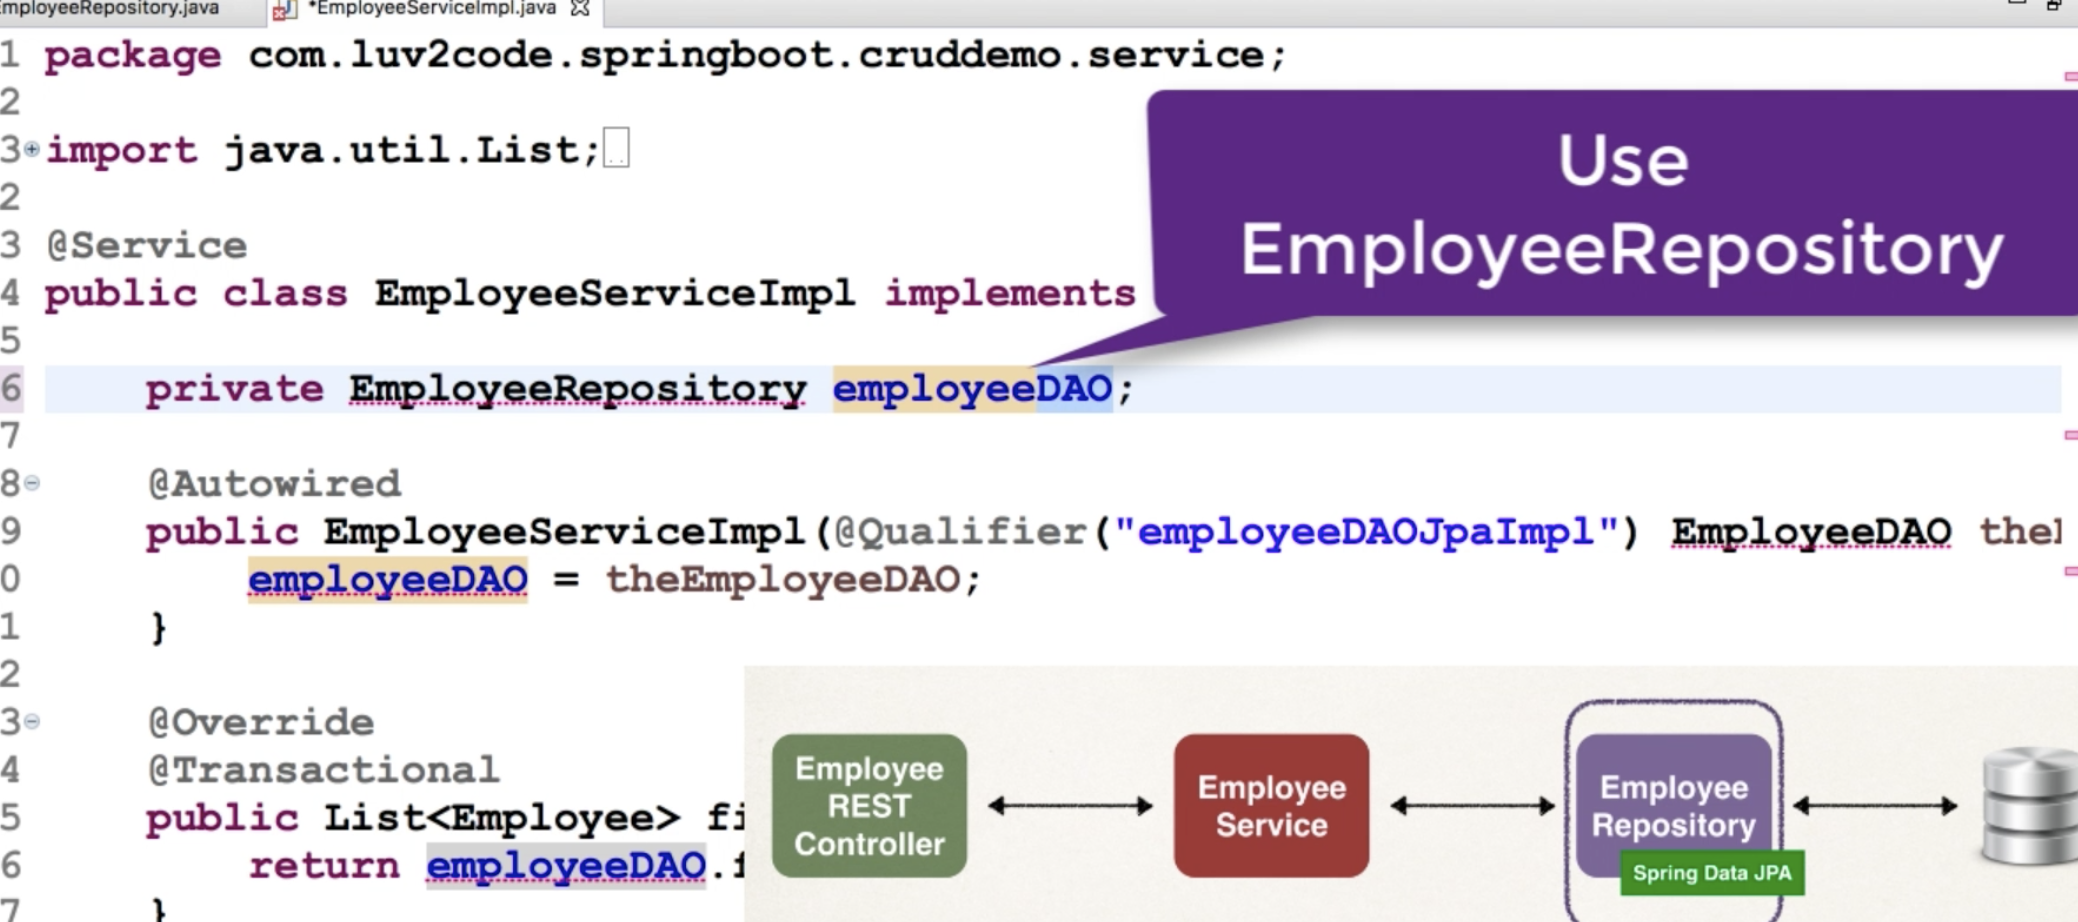 EmployeeRepository.java
*EmployeeServiceImpl.java
1 package com.luv2code.springboot.cruddemo.service;
2
3 import java.util.List;
2
3 @Service
4 public class EmployeeServiceImpl implements
5
6 private EmployeeRepository employeeDAO;
7
8 @Autowired
9 public EmployeeServiceImpl(@Qualifier("employeeDAOJpaImpl") EmployeeDAO
0 employeeDAO = theEmployeeDAO;
1 }
2
3 @Override
4 @Transactional
5 public List<Employee>
6 return employeeDAO.
7 }
Use
EmployeeRepository
Employee
REST
Controller
Employee
Service
Employee
Repository
Spring Data JPA